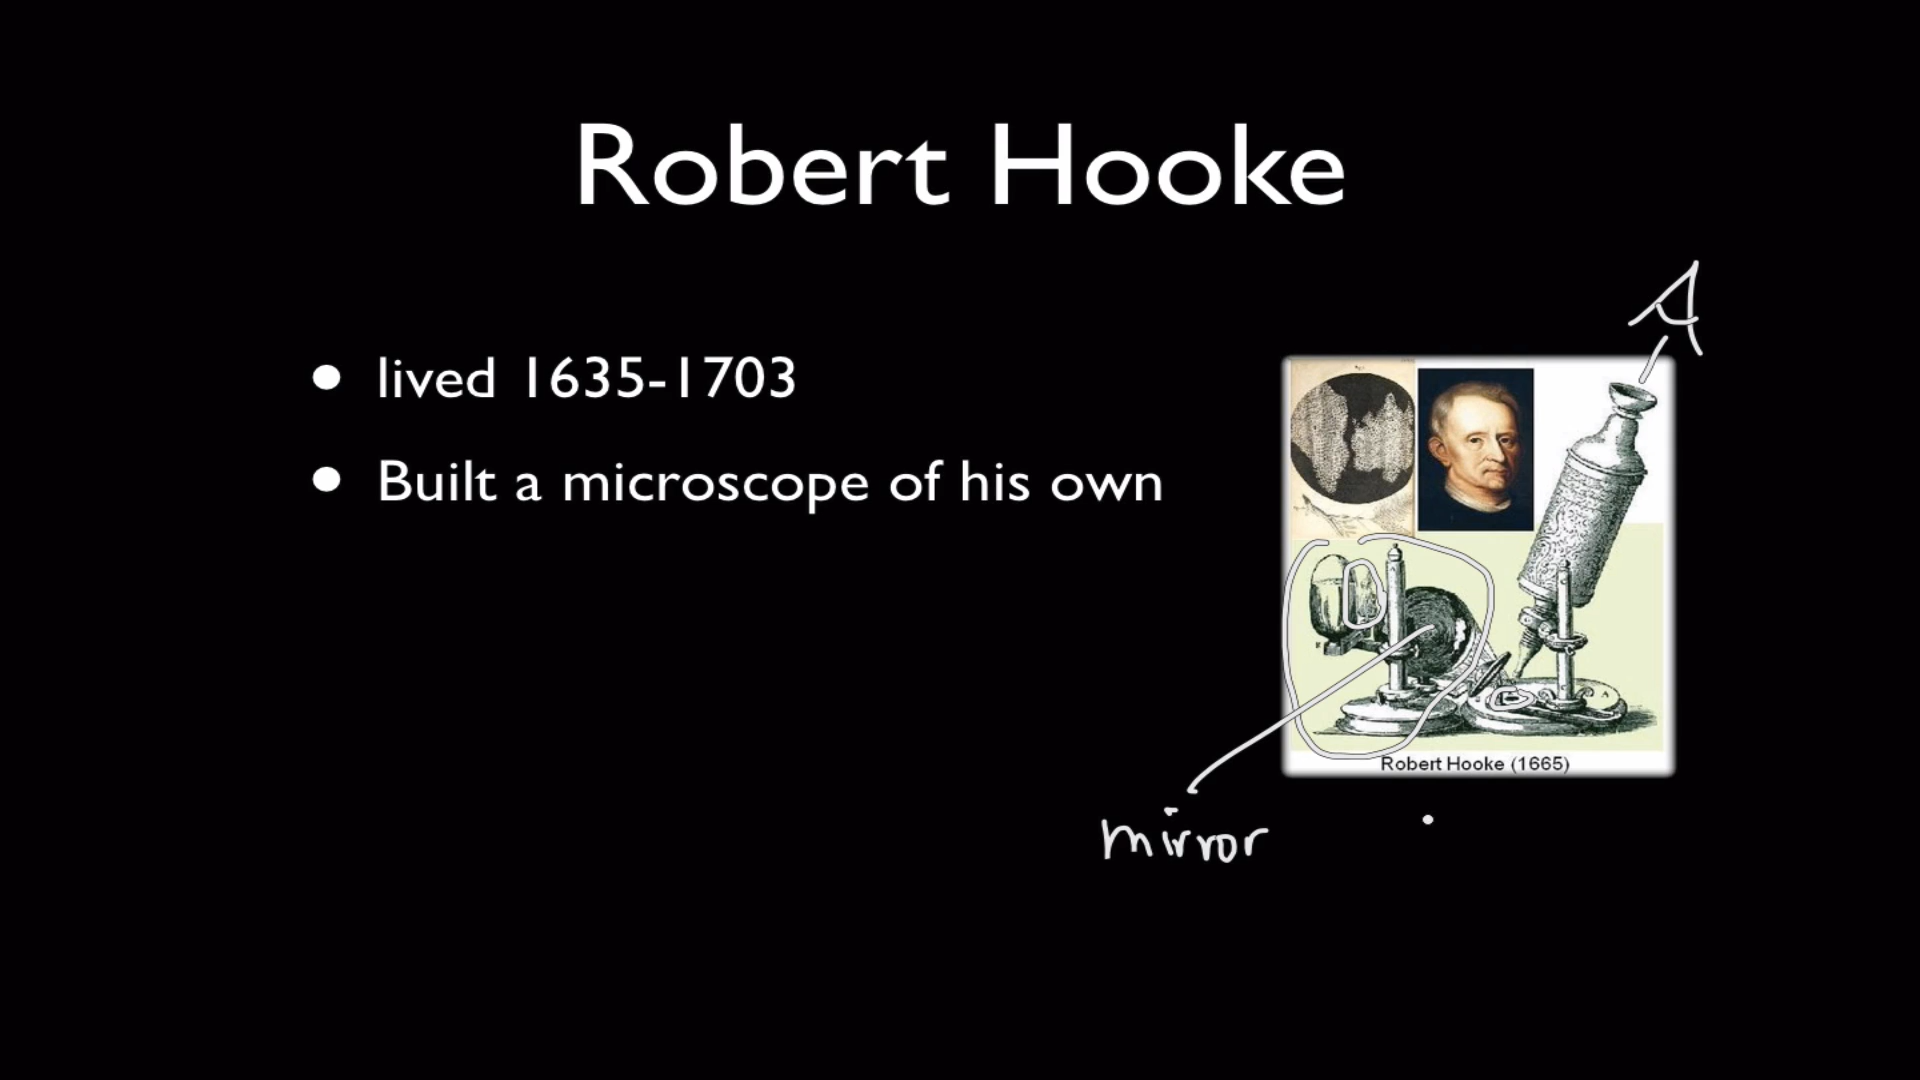 Robert Hooke
A
• lived 1635-1703
• Built a microscope of his own
Robert Hooke (1665)
mirror